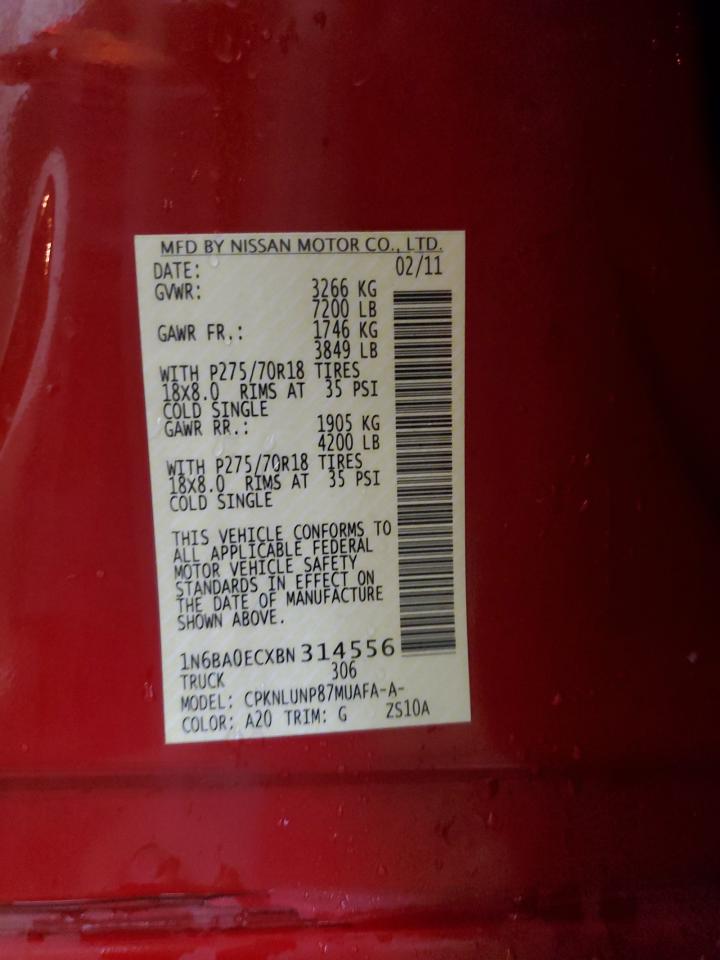 MFD BY NISSAN MOTOR CO., LTD.
DATE: 02/11
GVWR: 3266 KG
7200 LB
GAWR FR.: 1746 KG
3849 LB
WITH P275/70R18 TIRES
18X8.0 RIMS AT 35 PSI
COLD SINGLE
GAWR RR.: 1905 KG
4200 LB
WITH P275/70R18 TIRES
18X8.0 RIMS AT 35 PSI
COLD SINGLE
THIS VEHICLE CONFORMS TO
ALL APPLICABLE FEDERAL
MOTOR VEHICLE SAFETY
STANDARDS IN EFFECT ON
THE DATE OF MANUFACTURE
SHOWN ABOVE.
1N6BA0ECXBN314556
TRUCK 306
MODEL: CPKNLUNP87MUAFA-A-
COLOR: A20 TRIM: G ZS10A